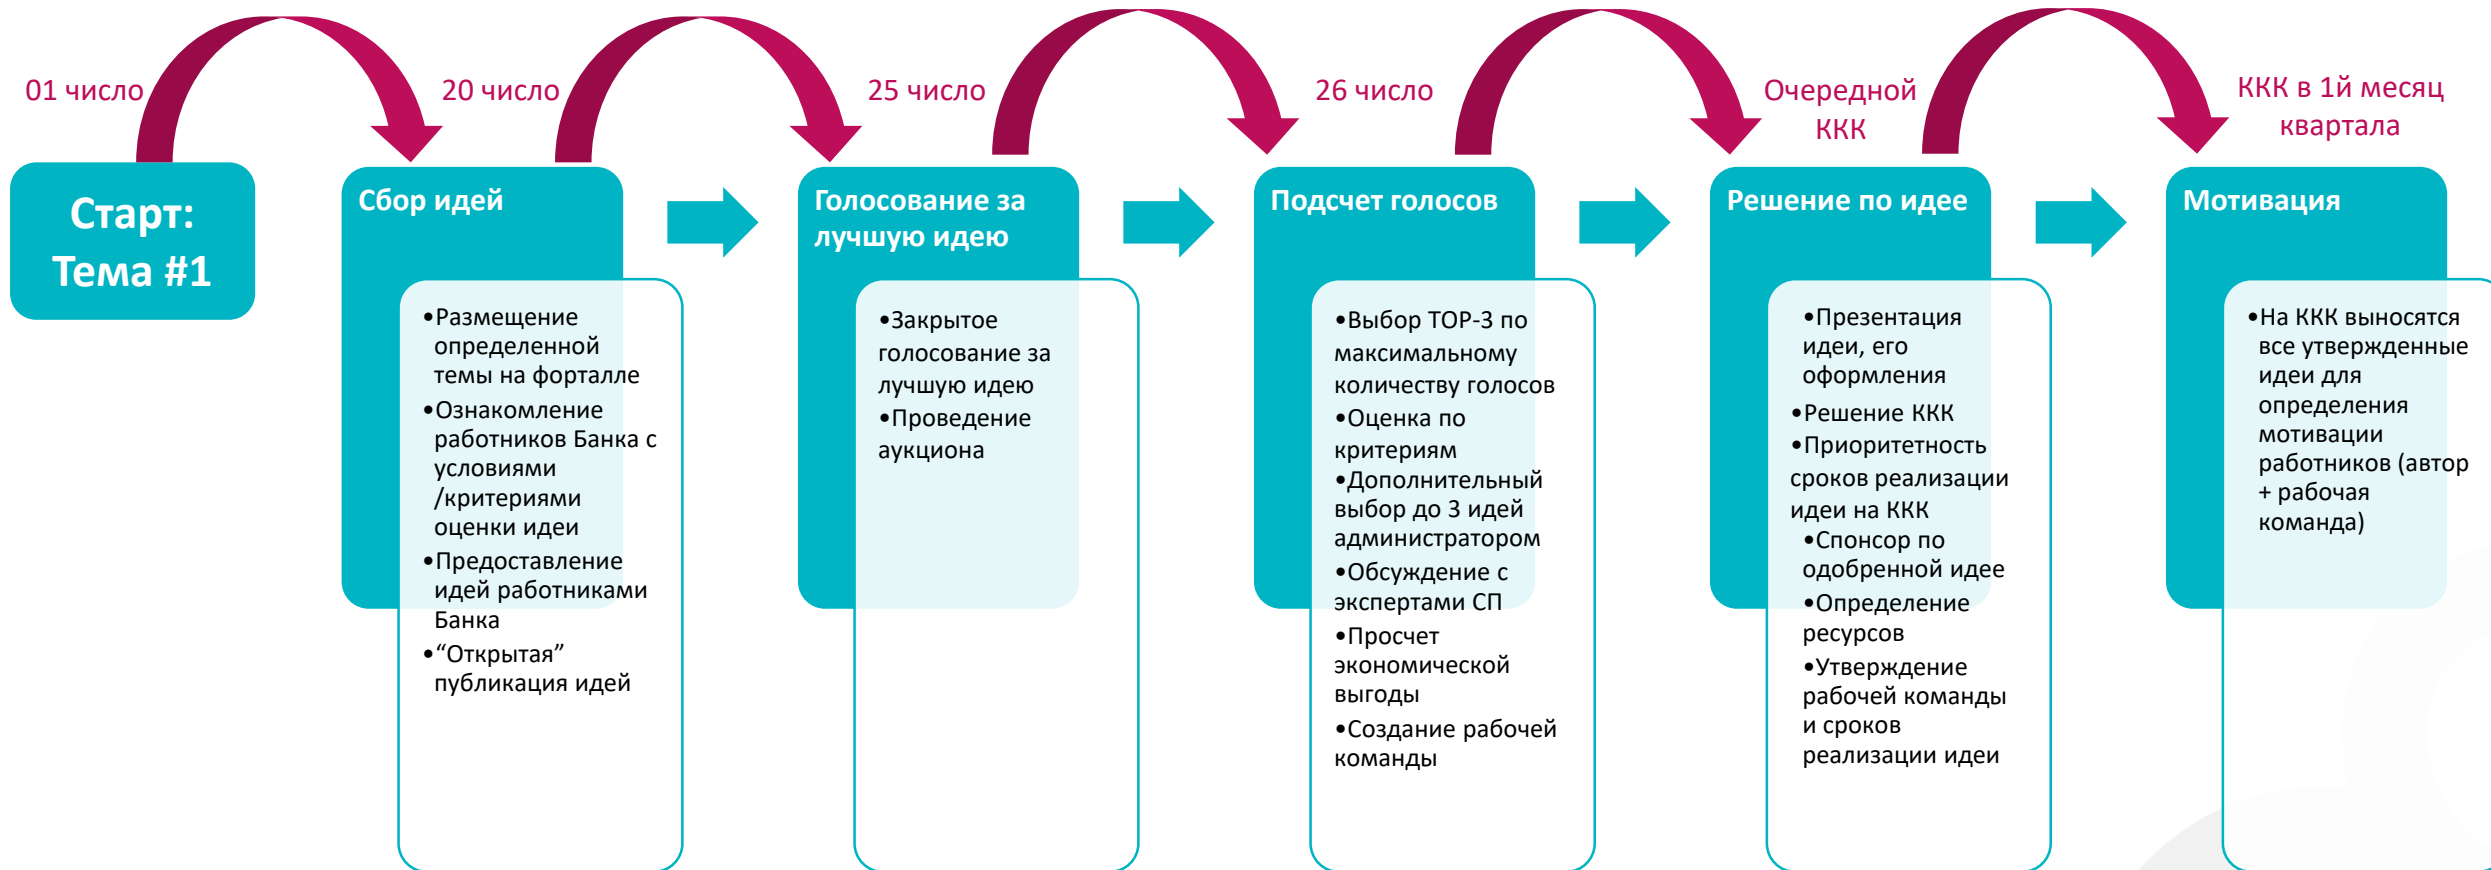 01 число
20 число
25 число
26 число
Очередной
ККК
ККК в 1й месяц
квартала
Старт:
Тема #1
Сбор идей
•Размещение
определенной
темы на форталле
•Ознакомление
работников Банка с
условиями
/критериями
оценки идеи
•Предоставление
идей работниками
Банка
•“Открытая”
публикация идей
Голосование за
лучшую идею
•Закрытое
голосование за
лучшую идею
•Проведение
аукциона
Подсчет голосов
•Выбор TOP-3 по
максимальному
количеству голосов
•Оценка по
критериям
•Дополнительный
выбор до 3 идей
администратором
•Обсуждение с
экспертами СП
•Просчет
экономической
выгоды
•Создание рабочей
команды
Решение по идее
•Презентация
идеи, его
оформления
•Решение ККК
•Приоритетность
сроков реализации
идеи на ККК
•Спонсор по
одобренной идее
•Определение
ресурсов
•Утверждение
рабочей команды
и сроков
реализации идеи
Мотивация
•На ККК выносятся
все утвержденные
идеи для
определения
мотивации
работников (автор
+ рабочая
команда)